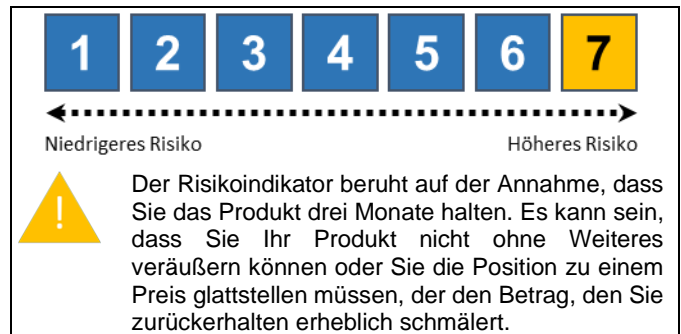 1 2 3 4 5 6 7
Niedrigeres Risiko Höheres Risiko
!
Der Risikoindikator beruht auf der Annahme, dass
Sie das Produkt drei Monate halten. Es kann sein,
dass Sie Ihr Produkt nicht ohne Weiteres
veräußern können oder Sie die Position zu einem
Preis glattstellen müssen, der den Betrag, den Sie
zurückerhalten erheblich schmälert.